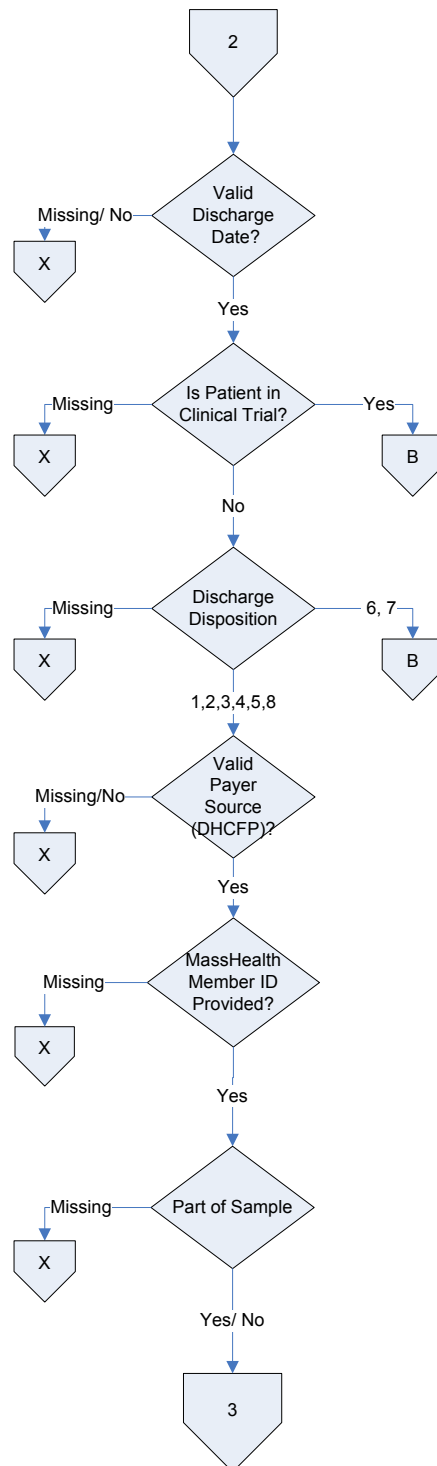 2
Valid
Discharge
Date?
Missing/ No
X
Yes
Is Patient in
Clinical Trial?
Missing
Yes
X
B
No
Discharge
Disposition
Missing
6, 7
X
B
1,2,3,4,5,8
Valid
Payer
Source
(DHCFP)?
Missing/No
X
Yes
MassHealth
Member ID
Provided?
Missing
X
Yes
Part of Sample
Missing
X
Yes/ No
3